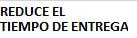 REDUCE EL
TIEMPO DE ENTREGA